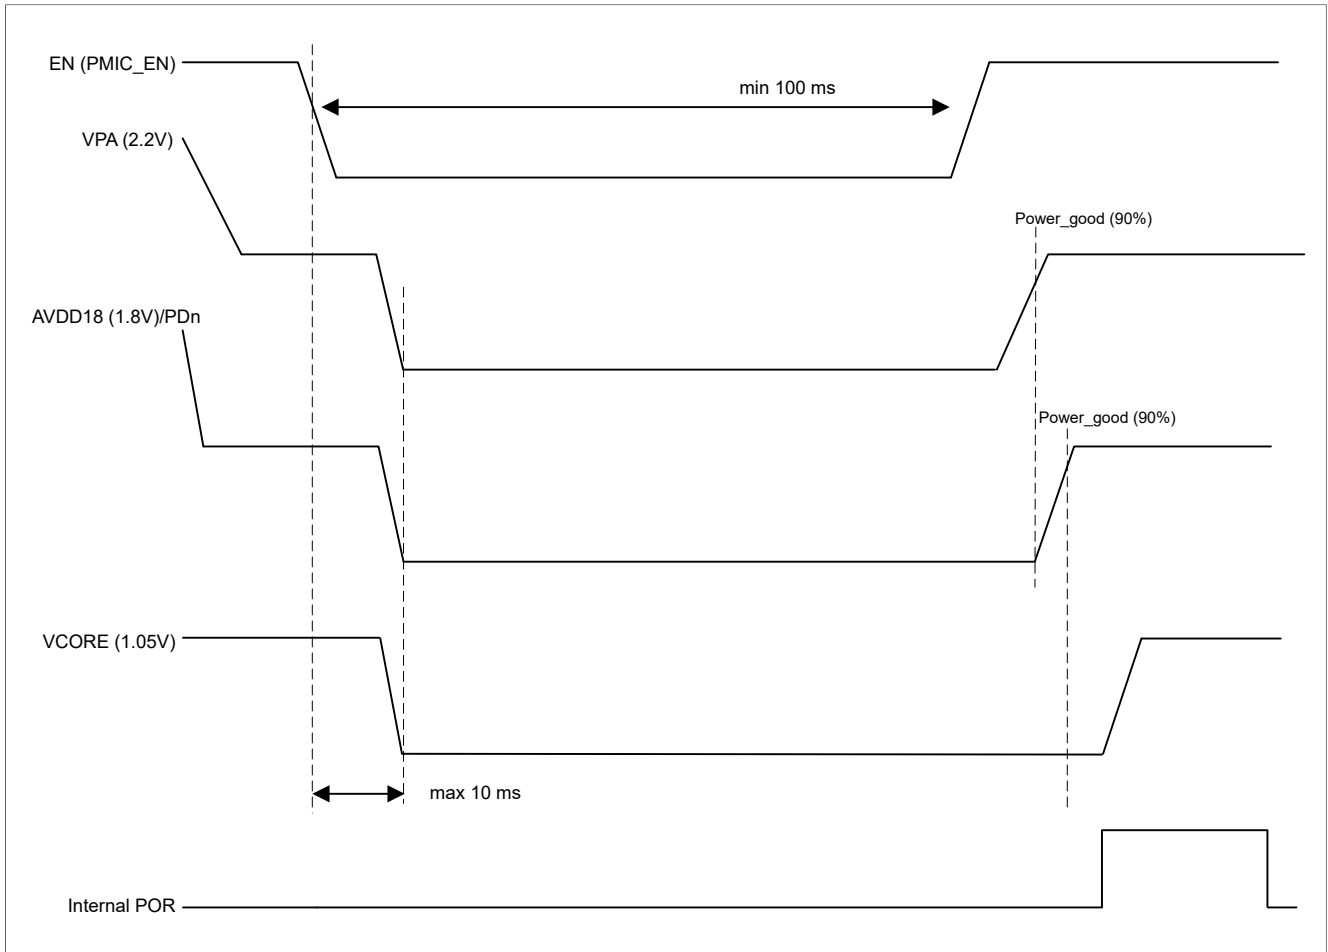 EN (PMIC_EN)
min 100 ms
VPA (2.2V)
Power_good (90%)
AVDD18 (1.8V)/PDn
Power_good (90%)
VCORE (1.05V)
max 10 ms
Internal POR